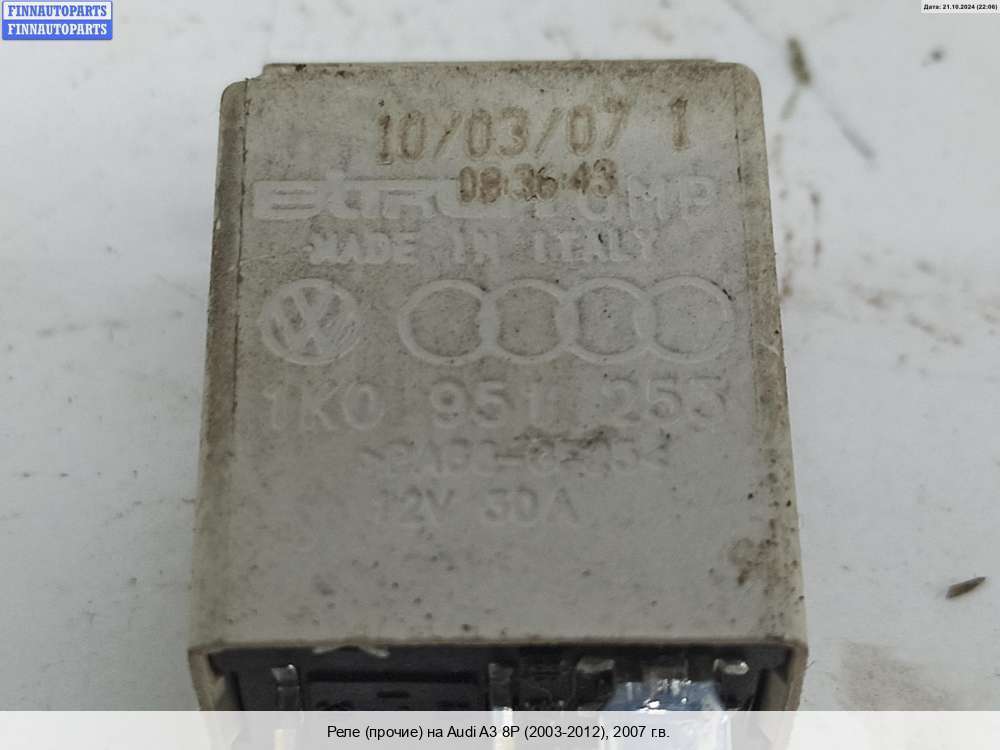 FINNAUTOPARTS
FINNAUTOPARTS
Дата: 21.10.2024 (22:06)
10/03/07 1
08:36:43
MADE IN ITALY
1K0 951 253
12V 30A
Реле (прочие) на Audi A3 8P (2003-2012), 2007 г.в.